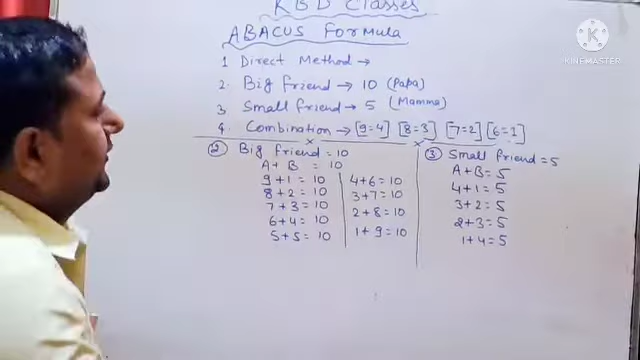 KBD Classes
ABACUS Formula
1 Direct Method →
2. Big friend → 10 (Papa)
3 Small friend → 5 (Mamma)
4. Combination → [9=4] [8=3] [7=2] [6=1]
② Big friend = 10
A + B = 10
9 + 1 = 10
8 + 2 = 10
7 + 3 = 10
6 + 4 = 10
5 + 5 = 10
4 + 6 = 10
3 + 7 = 10
2 + 8 = 10
1 + 9 = 10
③ Small friend = 5
A + B = 5
4 + 1 = 5
3 + 2 = 5
2 + 3 = 5
1 + 4 = 5
KINEMASTER